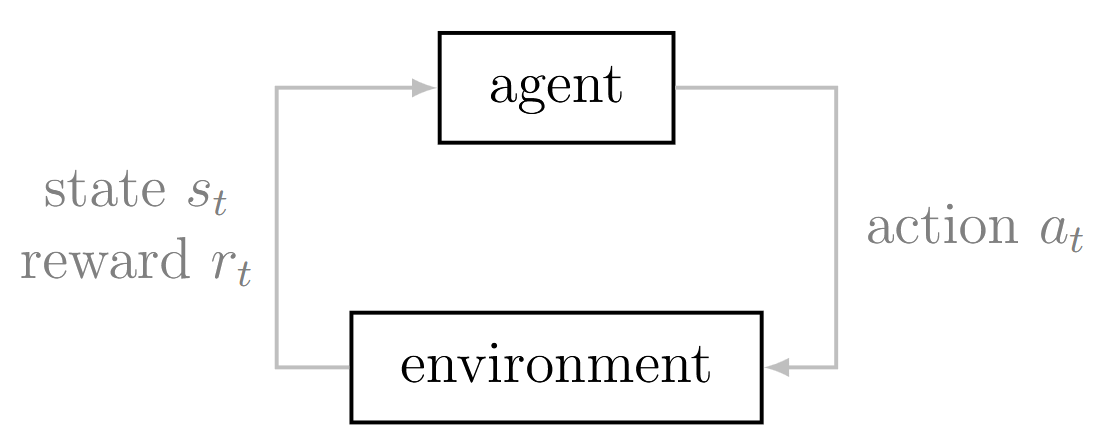 agent
state s_t
reward r_t
action a_t
environment